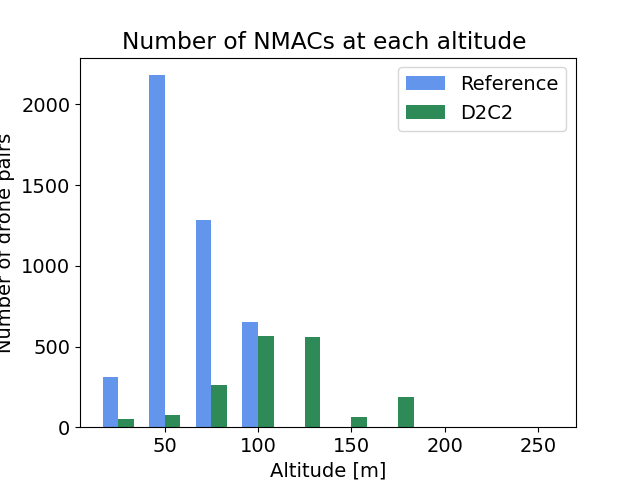 Number of NMACs at each altitude
Reference
D2C2
2000
1500
1000
500
0
Number of drone pairs
50
100
150
200
250
Altitude [m]